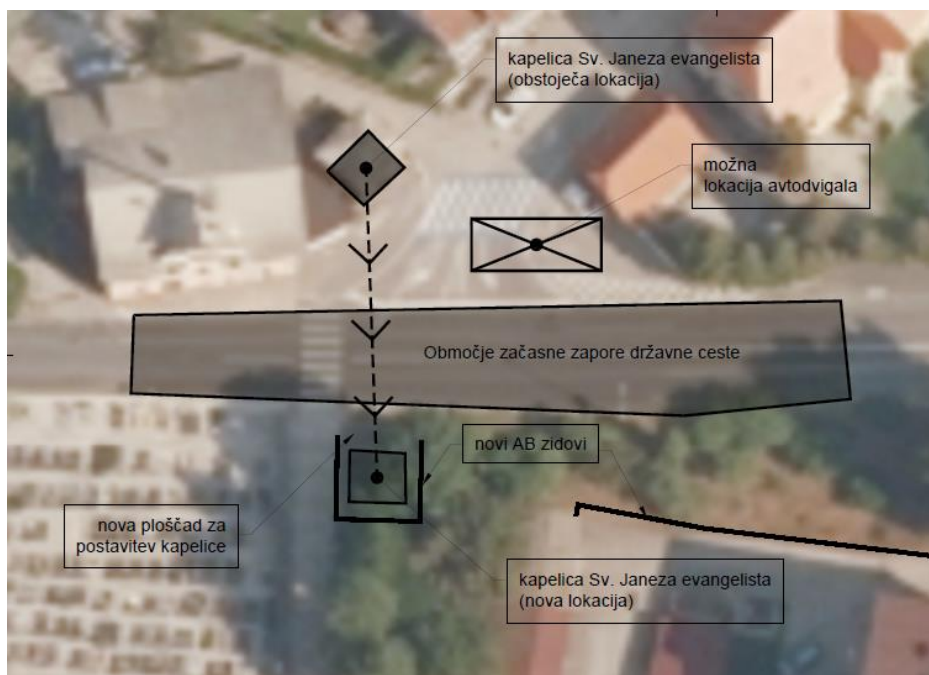 kapelica Sv. Janeza evangelista
(obstoječa lokacija)
možna
lokacija avtodvigala
Območje začasne zapore državne ceste
novi AB zidovi
nova ploščad za
postavitev kapelice
kapelica Sv. Janeza evangelista
(nova lokacija)